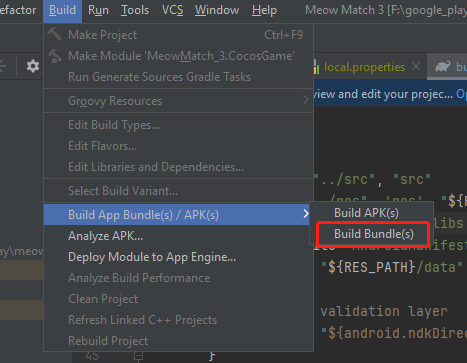 efactor Build Run Tools VCS Window Help Meow Match 3 [F:\google_play
Make Project Ctrl+F9
Make Module 'MeowMatch_3.CocosGame'
local.properties bu
Run Generate Sources Gradle Tasks
view and edit your projec... Op
Groovy Resources
Edit Build Types...
Edit Flavors...
Edit Libraries and Dependencies...
"../src", "src"
Select Build Variant...
Build App Bundle(s) / APK(s)
Build APK(s)
libs
Analyze APK...
Build Bundle(s)
ay\meow
Deploy Module to App Engine...
"${RES_PATH}/data"
Analyze Build Performance
Clean Project
validation layer
Refresh Linked C++ Projects
"${android.ndkDirec
Rebuild Project
45 }